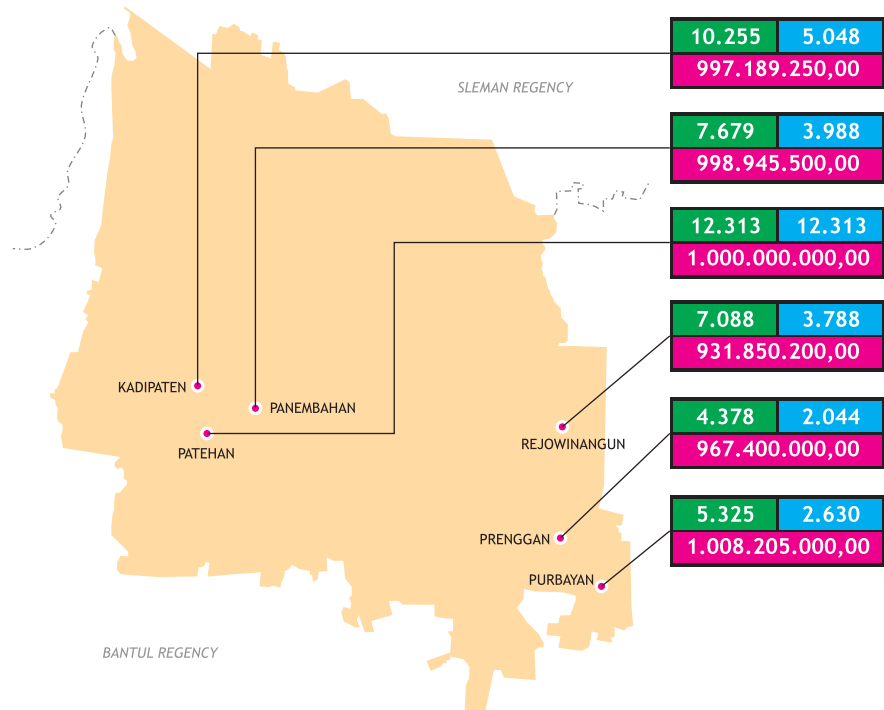 10.255 5.048
997.189.250,00
SLEMAN REGENCY
7.679 3.988
998.945.500,00
12.313 12.313
1.000.000.000,00
7.088 3.788
931.850.200,00
KADIPATEN
PANEMBAHAN
PATEHAN
REJOWINANGUN
4.378 2.044
967.400.000,00
PRENGGAN
5.325 2.630
1.008.205.000,00
PURBAYAN
BANTUL REGENCY